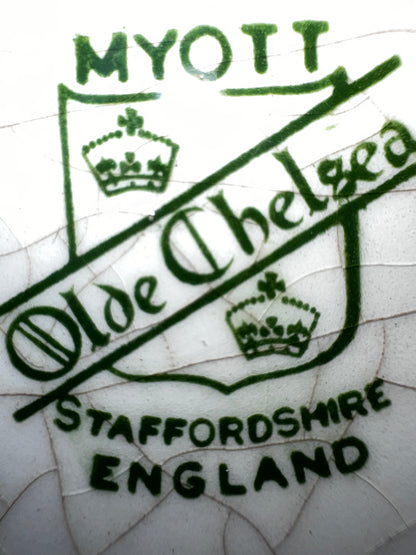 MYOTT
Olde Chelsea
STAFFORDSHIRE
ENGLAND